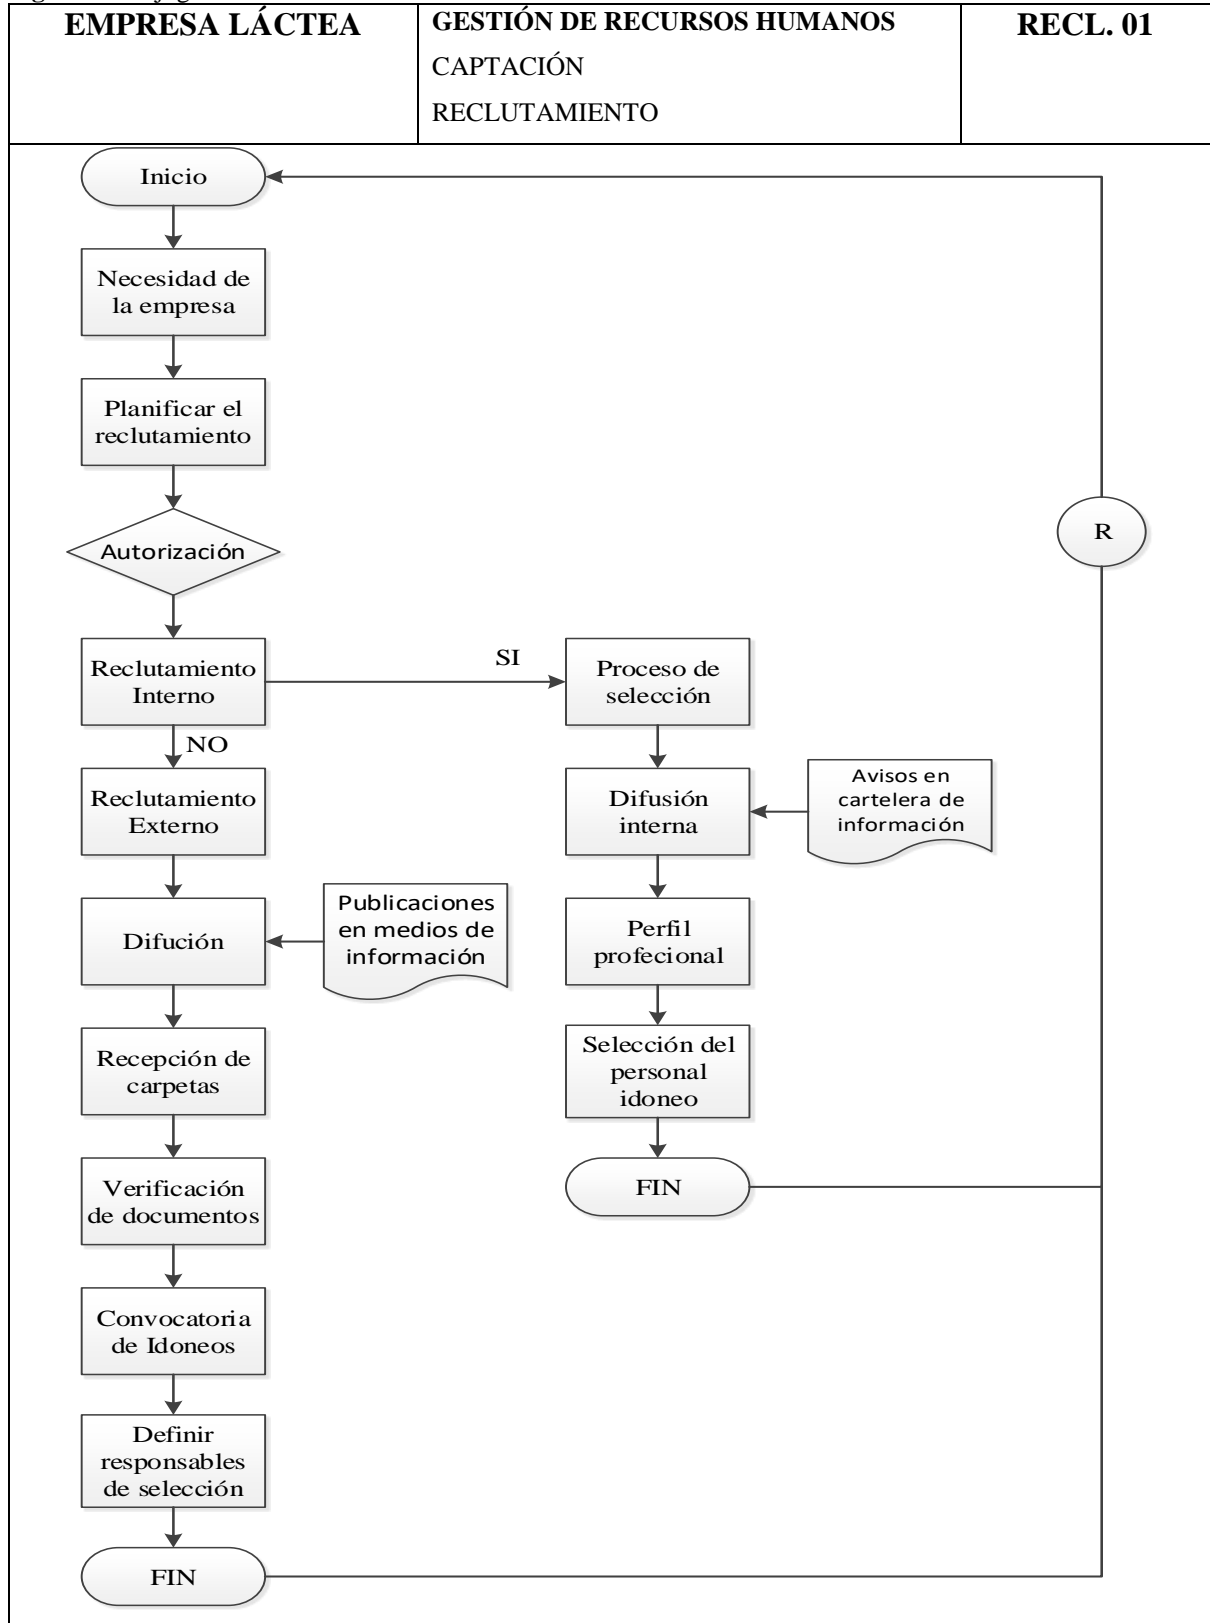 EMPRESA LÁCTEA
GESTIÓN DE RECURSOS HUMANOS
CAPTACIÓN
RECLUTAMIENTO
RECL. 01
Inicio
Necesidad de
la empresa
Planificar el
reclutamiento
Autorización
R
Reclutamiento
Interno
SI
Proceso de
selección
NO
Reclutamiento
Externo
Difusión
interna
Avisos en
cartelera de
información
Difución
Publicaciones
en medios de
información
Perfil
profecional
Recepción de
carpetas
Selección del
personal
idoneo
Verificación
de documentos
FIN
Convocatoria
de Idoneos
Definir
responsables
de selección
FIN